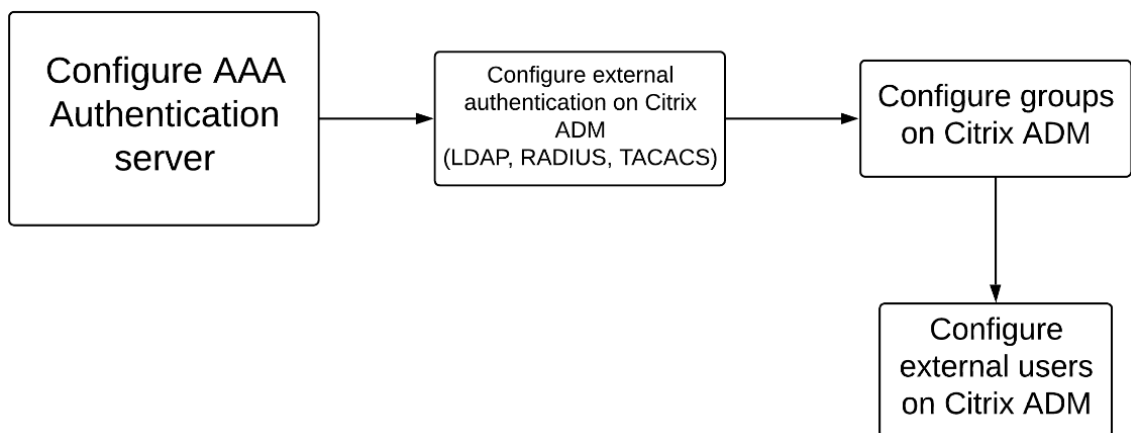 Configure AAA
Authentication
server
Configure external
authentication on Citrix
ADM
(LDAP, RADIUS, TACACS)
Configure groups
on Citrix ADM
Configure
external users
on Citrix ADM